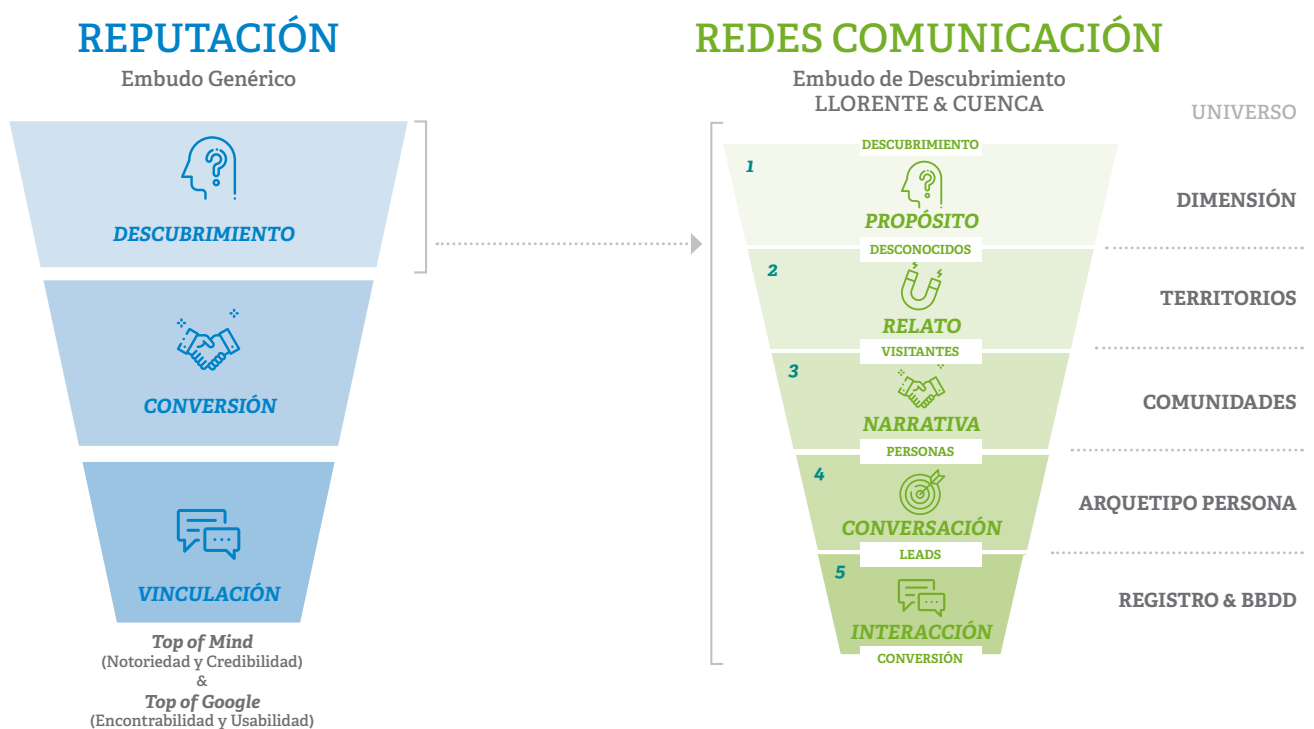 REPUTACIÓN
Embudo Genérico
DESCUBRIMIENTO
CONVERSIÓN
VINCULACIÓN
Top of Mind
(Notoriedad y Credibilidad)
&
Top of Google
(Encontrabilidad y Usabilidad)
REDES COMUNICACIÓN
Embudo de Descubrimiento
LLORENTE & CUENCA
UNIVERSO
DESCUBRIMIENTO
1
PROPÓSITO
DIMENSIÓN
DESCONOCIDOS
2
RELATO
TERRITORIOS
VISITANTES
3
NARRATIVA
COMUNIDADES
PERSONAS
4
CONVERSACIÓN
ARQUETIPO PERSONA
LEADS
5
INTERACCIÓN
REGISTRO & BBDD
CONVERSIÓN